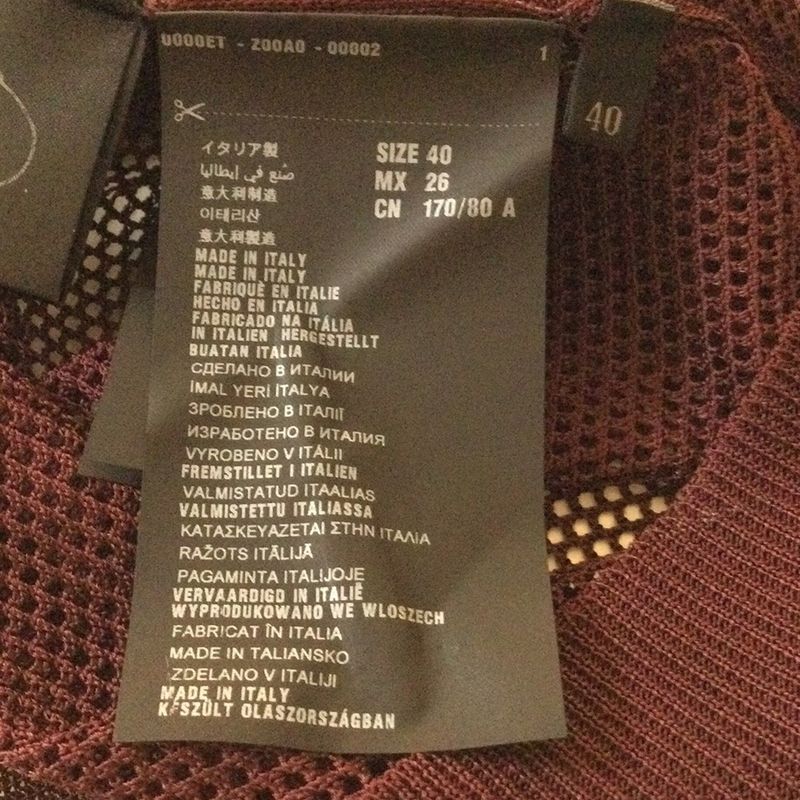 0000ET - Z00A0 - 00002
1
40
イタリア製
صنع في إيطاليا
意大利制造
이태리산
意大利製造
SIZE 40
MX 26
CN 170/80 A
MADE IN ITALY
MADE IN ITALY
FABRIQUÉ EN ITALIE
HECHO EN ITALIA
FABRICADO NA ITÁLIA
IN ITALIEN HERGESTELLT
BUATAN ITALIA
СДЕЛАНО В ИТАЛИИ
İMAL YERİ İTALYA
ЗРОБЛЕНО В ІТАЛІЇ
ИЗРАБОТЕНО В ИТАЛИЯ
VYROBENO V ITÁLII
FREMSTILLET I ITALIEN
VALMISTATUD ITAALIAS
VALMISTETTU ITALIASSA
ΚΑΤΑΣΚΕΥΑΖΕΤΑΙ ΣΤΗΝ ΙΤΑΛΙΑ
RAŽOTS ITĀLIJĀ
PAGAMINTA ITALIJOJE
VERVAARDIGD IN ITALIË
WYPRODUKOWANO WE WLOSZECH
FABRICAT ÎN ITALIA
MADE IN TALIANSKO
ZDELANO V ITALIJI
MADE IN ITALY
KÉSZÜLT OLASZORSZÁGBAN